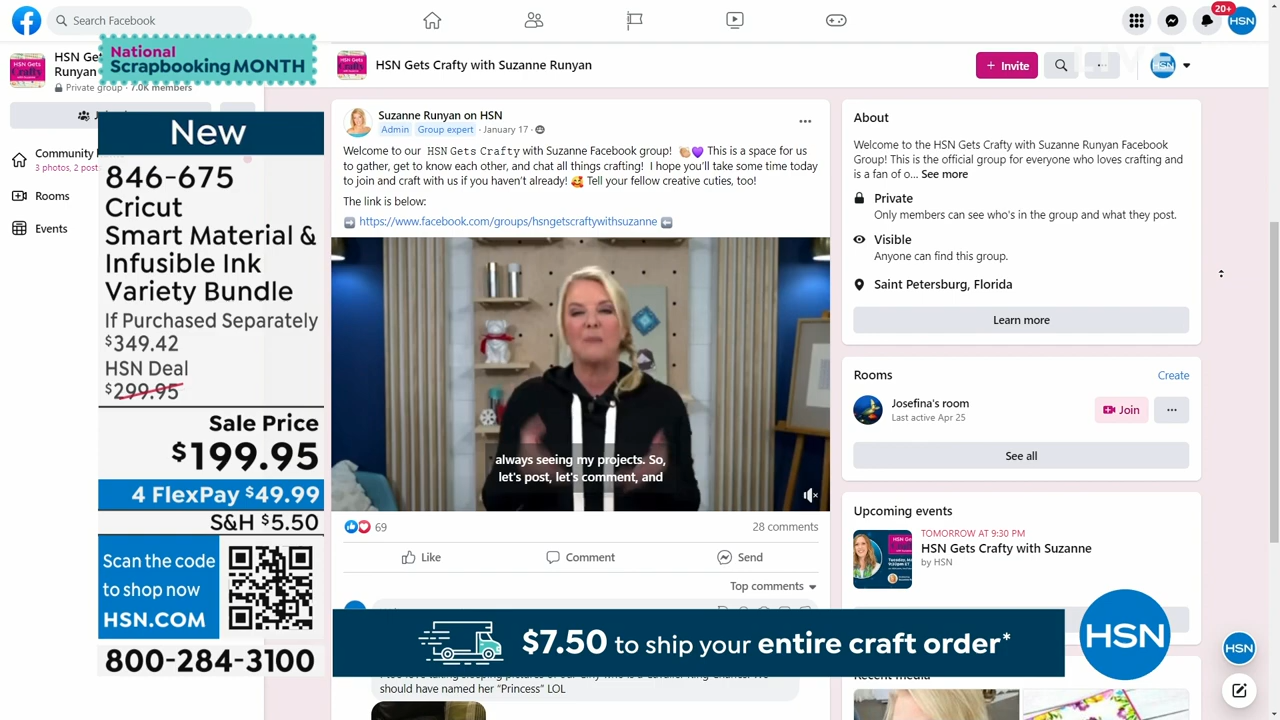 Search Facebook
20+
HSN
HSN Ge
Runyan
Private group · 7.0K members
National
Scrapbooking MONTH
HSN Gets Crafty with Suzanne Runyan
+ Invite
Community
3 photos, 2 post
Rooms
Events
New
846-675
Cricut
Smart Material &
Infusible Ink
Variety Bundle
If Purchased Separately
$349.42
HSN Deal
$299.95
Sale Price
$199.95
4 FlexPay $49.99
S&H $5.50
Scan the code
to shop now
HSN.COM
800-284-3100
Suzanne Runyan on HSN
Admin Group expert · January 17 ·
Welcome to our HSN Gets Crafty with Suzanne Facebook group! 👏🏼💜 This is a space for us
to gather, get to know each other, and chat all things crafting! I hope you'll take some time today
to join and craft with us if you haven't already! 🥰 Tell your fellow creative cuties, too!
The link is below:
➡️ https://www.facebook.com/groups/hsngetscraftywithsuzanne ⬅️
always seeing my projects. So,
let's post, let's comment, and
69
28 comments
Like
Comment
Send
Top comments
$7.50 to ship your entire craft order*
HSN
should have named her "Princess" LOL
About
Welcome to the HSN Gets Crafty with Suzanne Runyan Facebook
Group! This is the official group for everyone who loves crafting and
is a fan of o... See more
Private
Only members can see who's in the group and what they post.
Visible
Anyone can find this group.
Saint Petersburg, Florida
Learn more
Rooms
Create
Josefina's room
Last active Apr 25
Join
See all
Upcoming events
TOMORROW AT 9:30 PM
HSN Gets Crafty with Suzanne
by HSN
HSN
Recent media